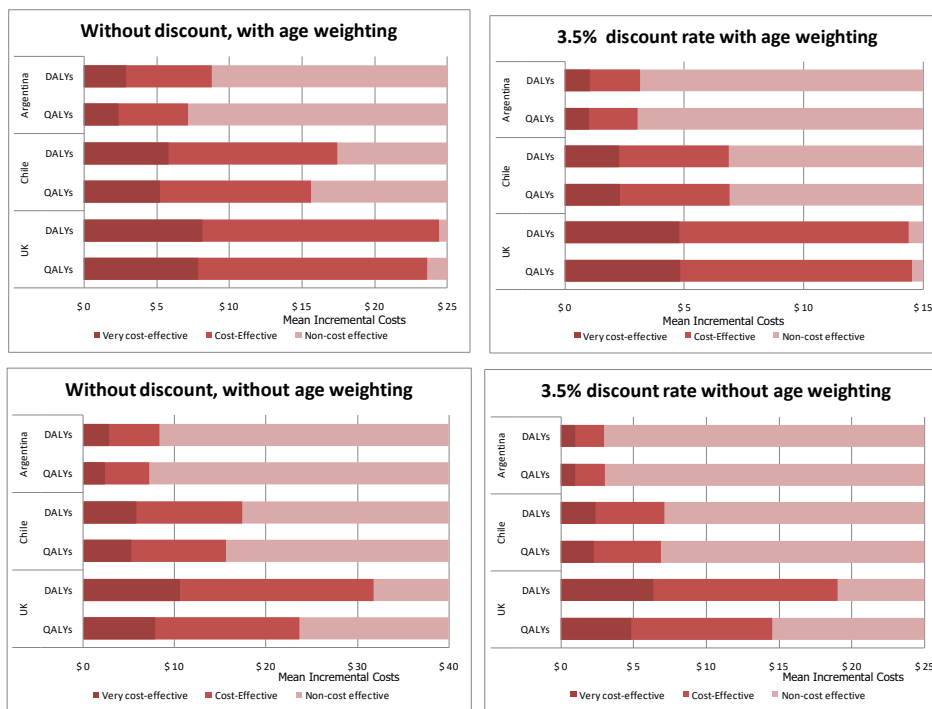 Without discount, with age weighting
Argentina
DALYs
QALYs
Chile
DALYs
QALYs
UK
DALYs
QALYs
$ 0 $ 5 $ 10 $ 15 $ 20 $ 25
Mean Incremental Costs
Very cost-effective Cost-Effective Non-cost effective
3.5% discount rate with age weighting
Argentina
DALYs
QALYs
Chile
DALYs
QALYs
UK
DALYs
QALYs
$ 0 $ 5 $ 10 $ 15
Mean Incremental Costs
Very cost-effective Cost-Effective Non-cost effective
Without discount, without age weighting
Argentina
DALYs
QALYs
Chile
DALYs
QALYs
UK
DALYs
QALYs
$ 0 $ 10 $ 20 $ 30 $ 40
Mean Incremental Costs
Very cost-effective Cost-Effective Non-cost effective
3.5% discount rate without age weighting
Argentina
DALYs
QALYs
Chile
DALYs
QALYs
UK
DALYs
QALYs
$ 0 $ 5 $ 10 $ 15 $ 20 $ 25
Mean Incremental Costs
Very cost-effective Cost-Effective Non-cost effective